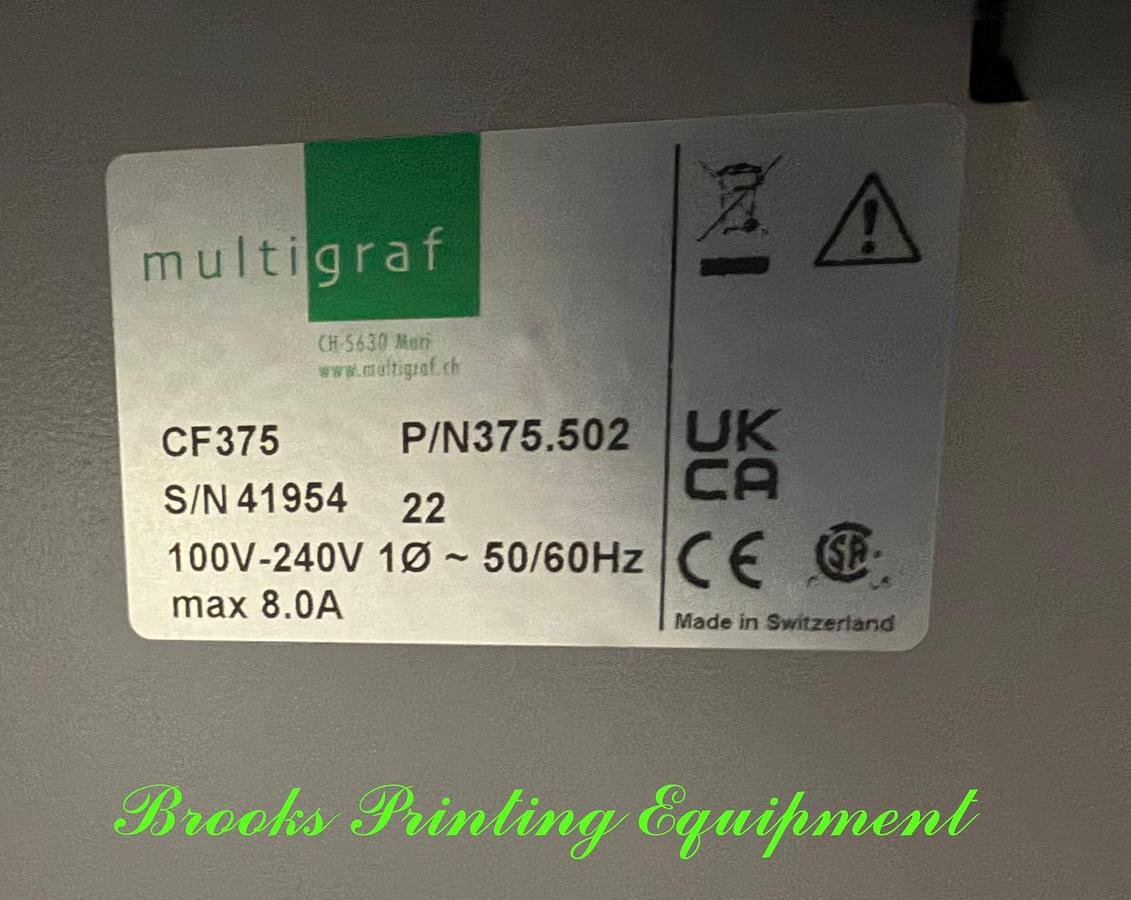 multigraf
CH-5630 Muri
www.multigraf.ch
CF375 P/N375.502
S/N 41954 22
100V-240V 1Ø ~ 50/60Hz
max 8.0A
UK
CA
CE SA
Made in Switzerland
Brooks Printing Equipment